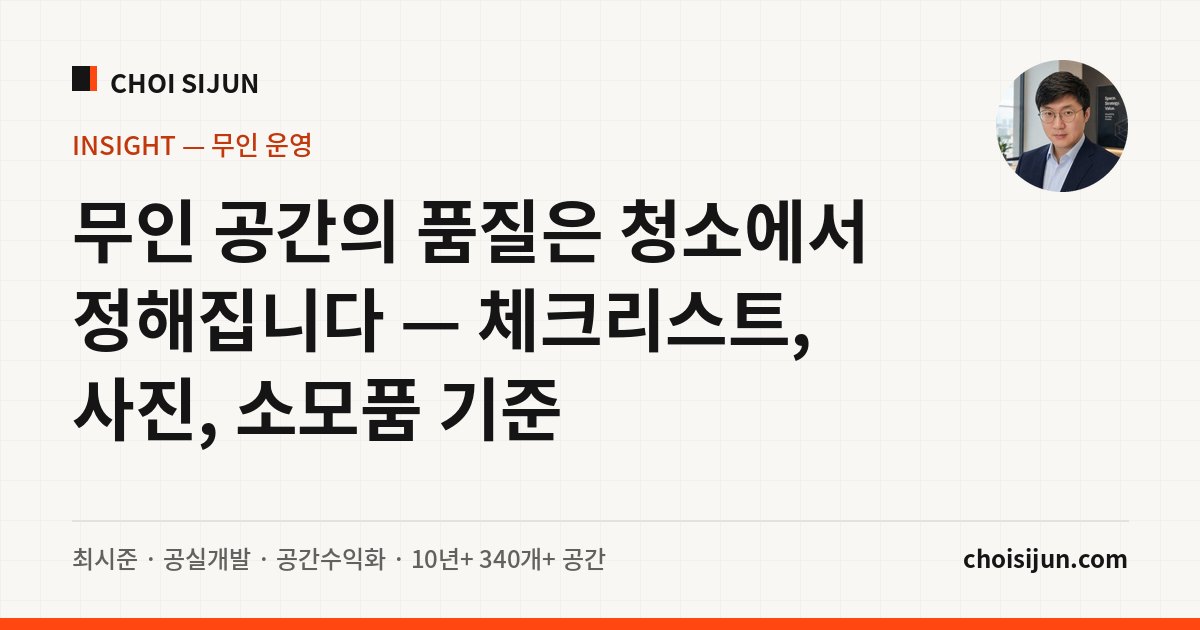 CHOI SIJUN
INSIGHT — 무인 운영
무인 공간의 품질은 청소에서
정해집니다 — 체크리스트,
사진, 소모품 기준
최시준 · 공실개발 · 공간수익화 · 10년+ 340개+ 공간
choisijun.com